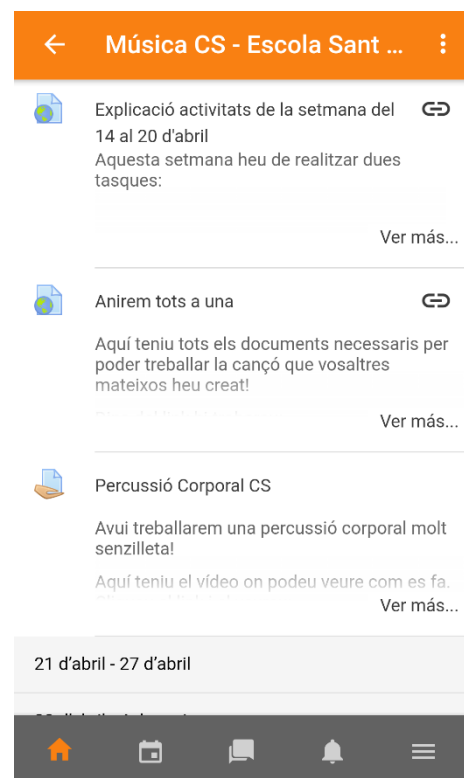 Música CS - Escola Sant ...
Explicació activitats de la setmana del
14 al 20 d'abril
Aquesta setmana heu de realitzar dues
tasques:
Ver más...
Anirem tots a una
Aquí teniu tots els documents necessaris per
poder treballar la cançó que vosaltres
mateixos heu creat!
Ver más...
Percussió Corporal CS
Avui treballarem una percussió corporal molt
senzilleta!
Aquí teniu el vídeo on podeu veure com es fa.
Ver más...
21 d'abril - 27 d'abril